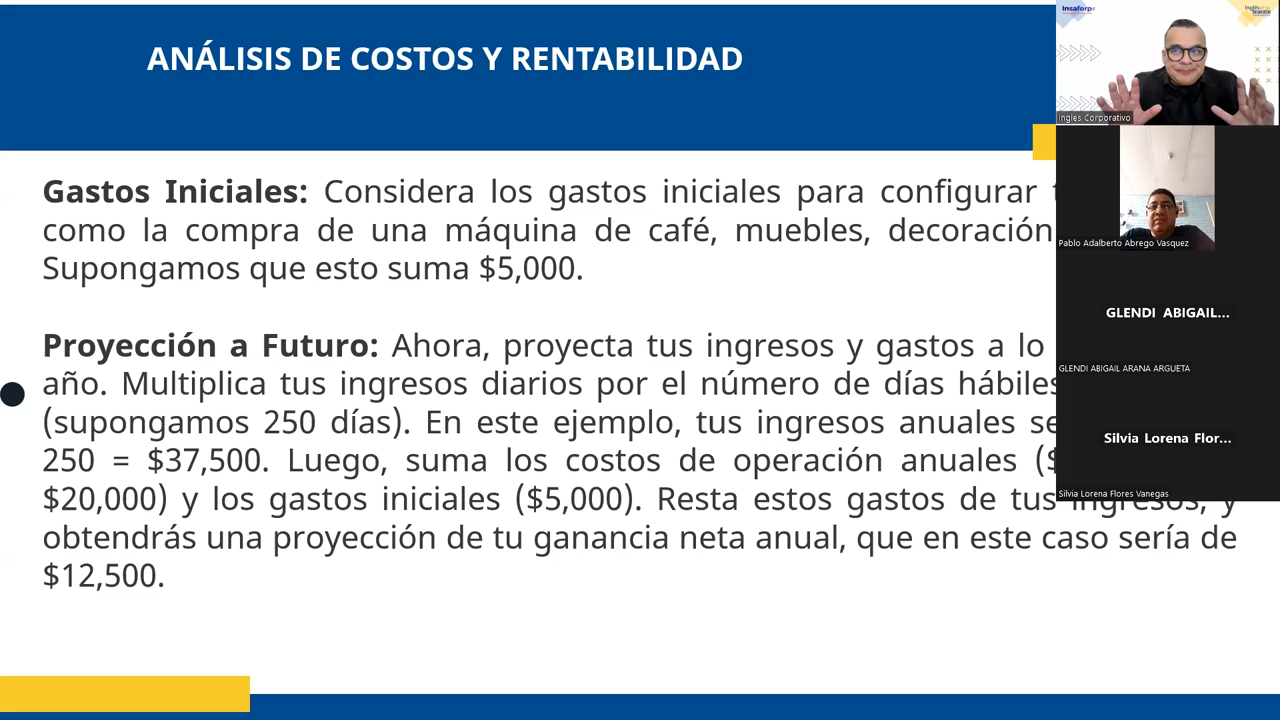 ANÁLISIS DE COSTOS Y RENTABILIDAD
Gastos Iniciales: Considera los gastos iniciales para configurar
como la compra de una máquina de café, muebles, decoración
Supongamos que esto suma $5,000.
Proyección a Futuro: Ahora, proyecta tus ingresos y gastos a lo
año. Multiplica tus ingresos diarios por el número de días hábiles
(supongamos 250 días). En este ejemplo, tus ingresos anuales
250 = $37,500. Luego, suma los costos de operación anuales
$20,000) y los gastos iniciales ($5,000). Resta estos gastos de tus ingresos, y
obtendrás una proyección de tu ganancia neta anual, que en este caso sería de
$12,500.
Insaforp
Ingles Corporativo
Pablo Adalberto Abrego Vasquez
GLENDI ABIGAIL...
GLENDI ABIGAIL ARANA ARGUETA
Silvia Lorena Flor...
Silvia Lorena Flores Vanegas